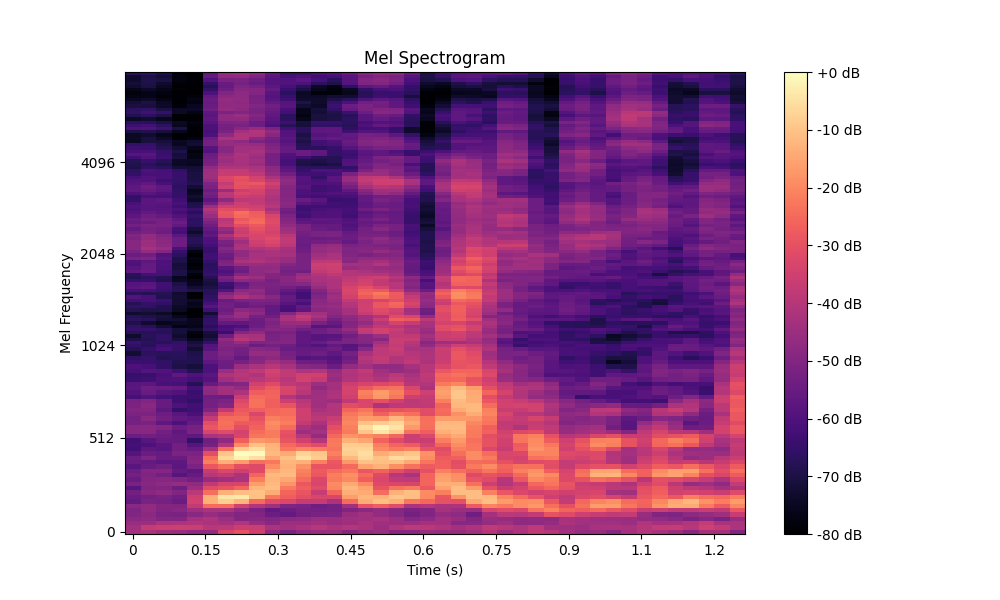 Mel Spectrogram
Mel Frequency
4096
2048
1024
512
0
0 0.15 0.3 0.45 0.6 0.75 0.9 1.1 1.2
Time (s)
+0 dB
-10 dB
-20 dB
-30 dB
-40 dB
-50 dB
-60 dB
-70 dB
-80 dB